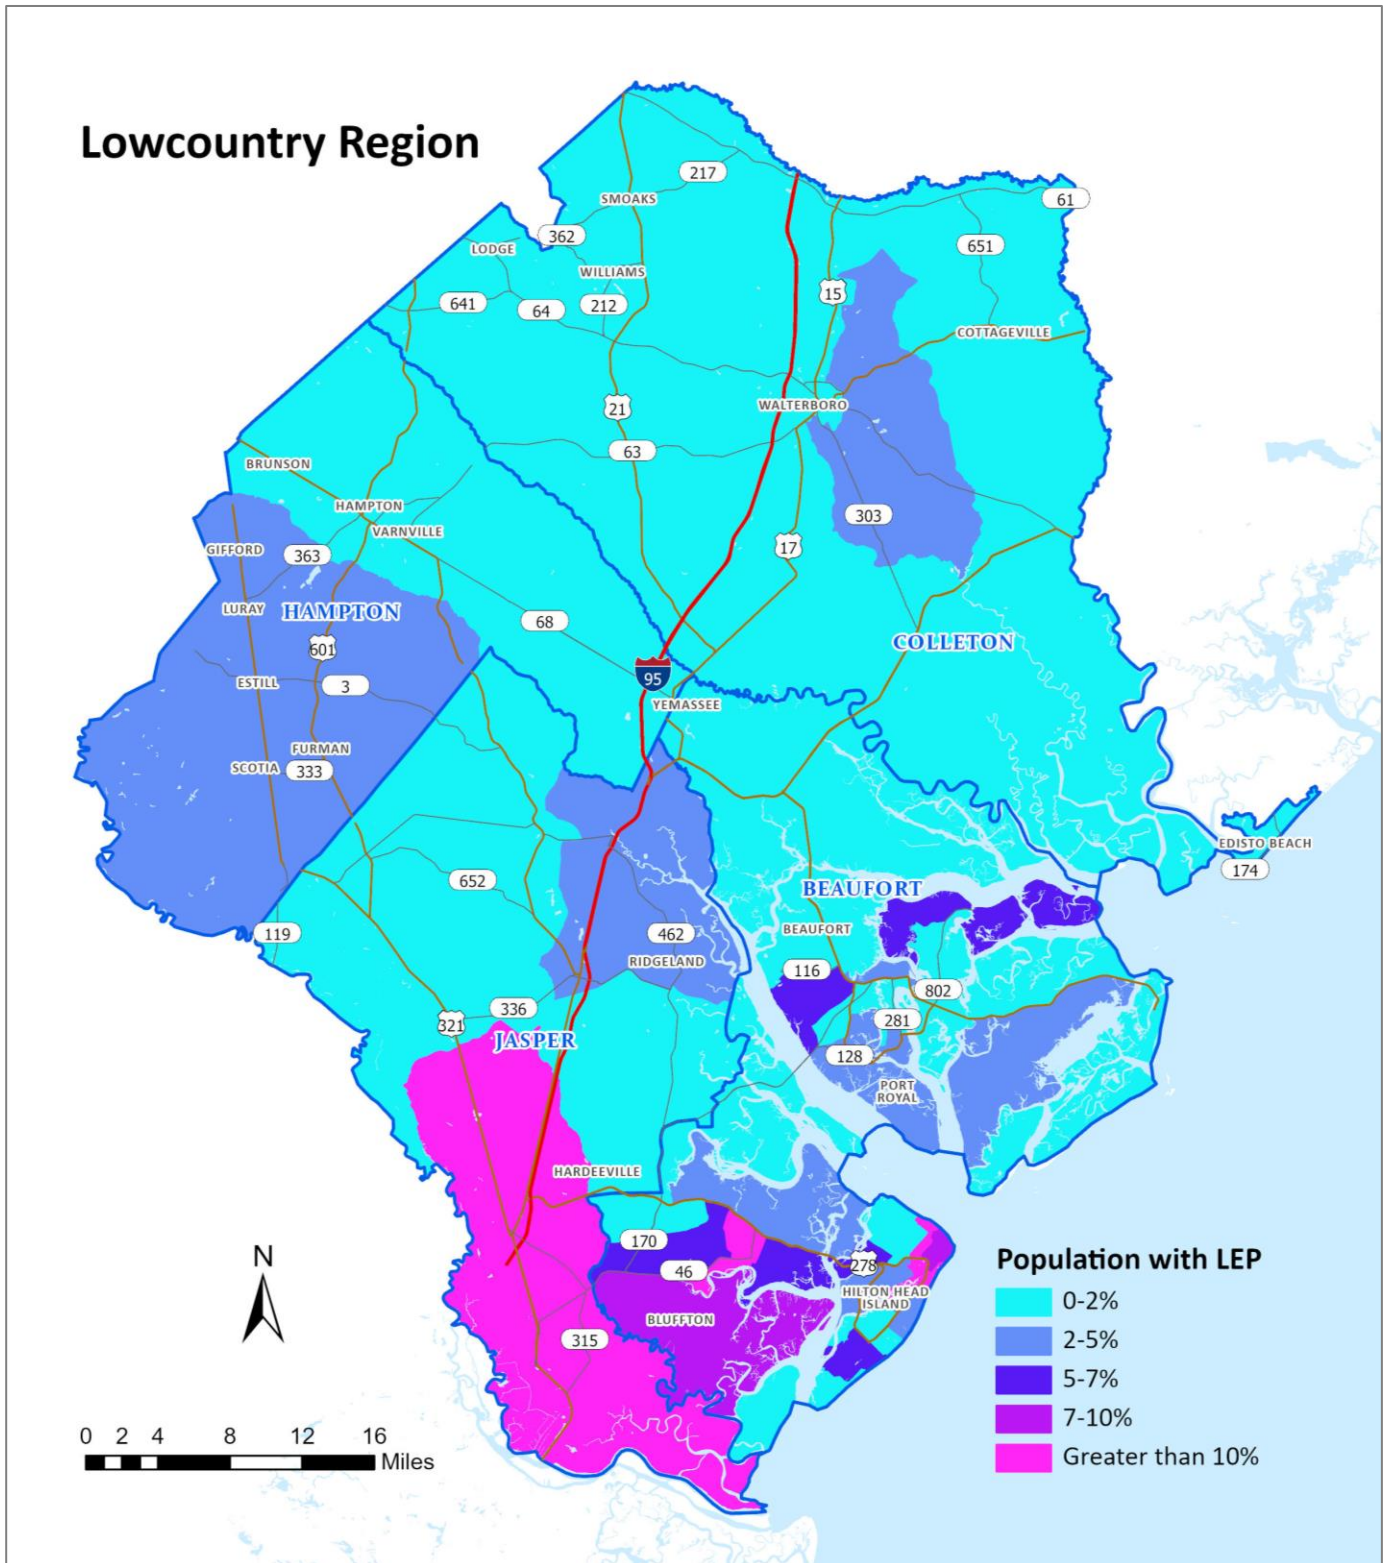 Lowcountry Region
217
SMOAKS
61
362
651
LODGE
WILLIAMS
15
641
64
212
COTTAGEVILLE
21
WALTERBORO
63
BRUNSON
HAMPTON
303
VARNVILLE
17
GIFFORD
363
LURAY
HAMPTON
68
601
COLLETON
ESTILL
3
95
YEMASSEE
FURMAN
SCOTIA
333
EDISTO BEACH
174
652
BEAUFORT
BEAUFORT
119
462
RIDGELAND
116
802
336
321
281
JASPER
128
PORT
ROYAL
HARDEEVILLE
170
46
278
HILTON HEAD
ISLAND
BLUFFTON
315
N
0 2 4 8 12 16
Miles
Population with LEP
0-2%
2-5%
5-7%
7-10%
Greater than 10%